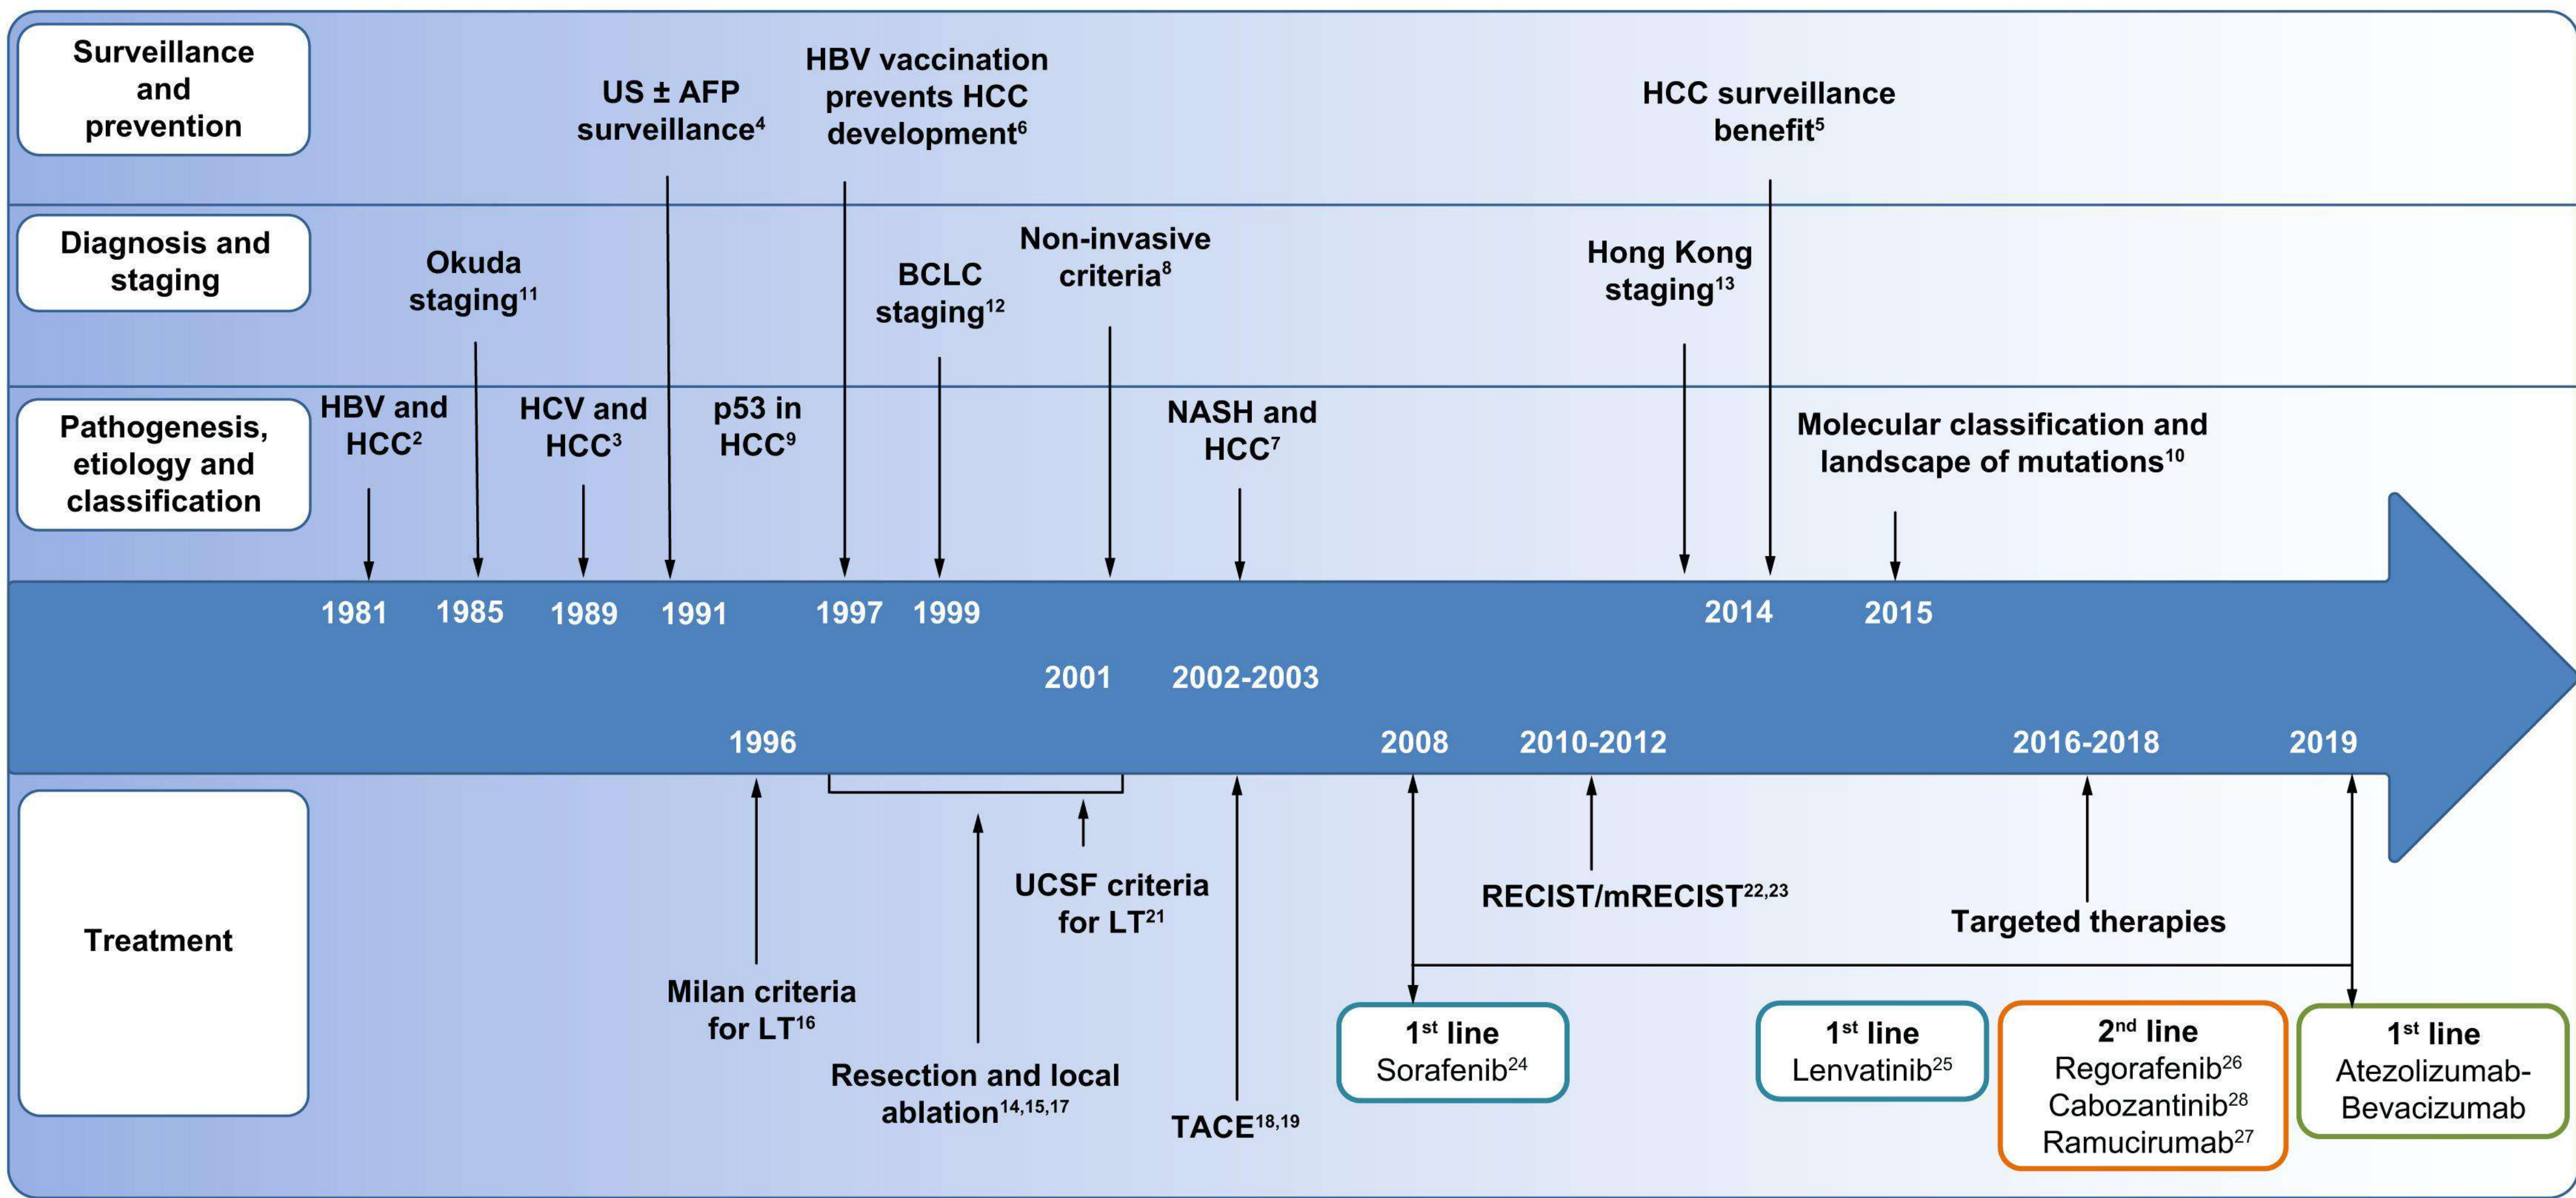 Surveillance
and
prevention
US ± AFP
surveillance⁴
HBV vaccination
prevents HCC
development⁶
HCC surveillance
benefit⁵
Diagnosis and
staging
Okuda
staging¹¹
BCLC
staging¹²
Non-invasive
criteria⁸
Hong Kong
staging¹³
Pathogenesis,
etiology and
classification
HBV and
HCC²
HCV and
HCC³
p53 in
HCC⁹
NASH and
HCC⁷
Molecular classification and
landscape of mutations¹⁰
1981
1985
1989
1991
1997
1999
2014
2015
2001
2002-2003
1996
2008
2010-2012
2016-2018
2019
Treatment
Milan criteria
for LT¹⁶
Resection and local
ablation¹⁴,¹⁵,¹⁷
UCSF criteria
for LT²¹
TACE¹⁸,¹⁹
RECIST/mRECIST²²,²³
Targeted therapies
1st line
Sorafenib²⁴
1st line
Lenvatinib²⁵
2nd line
Regorafenib²⁶
Cabozantinib²⁸
Ramucirumab²⁷
1st line
Atezolizumab-
Bevacizumab